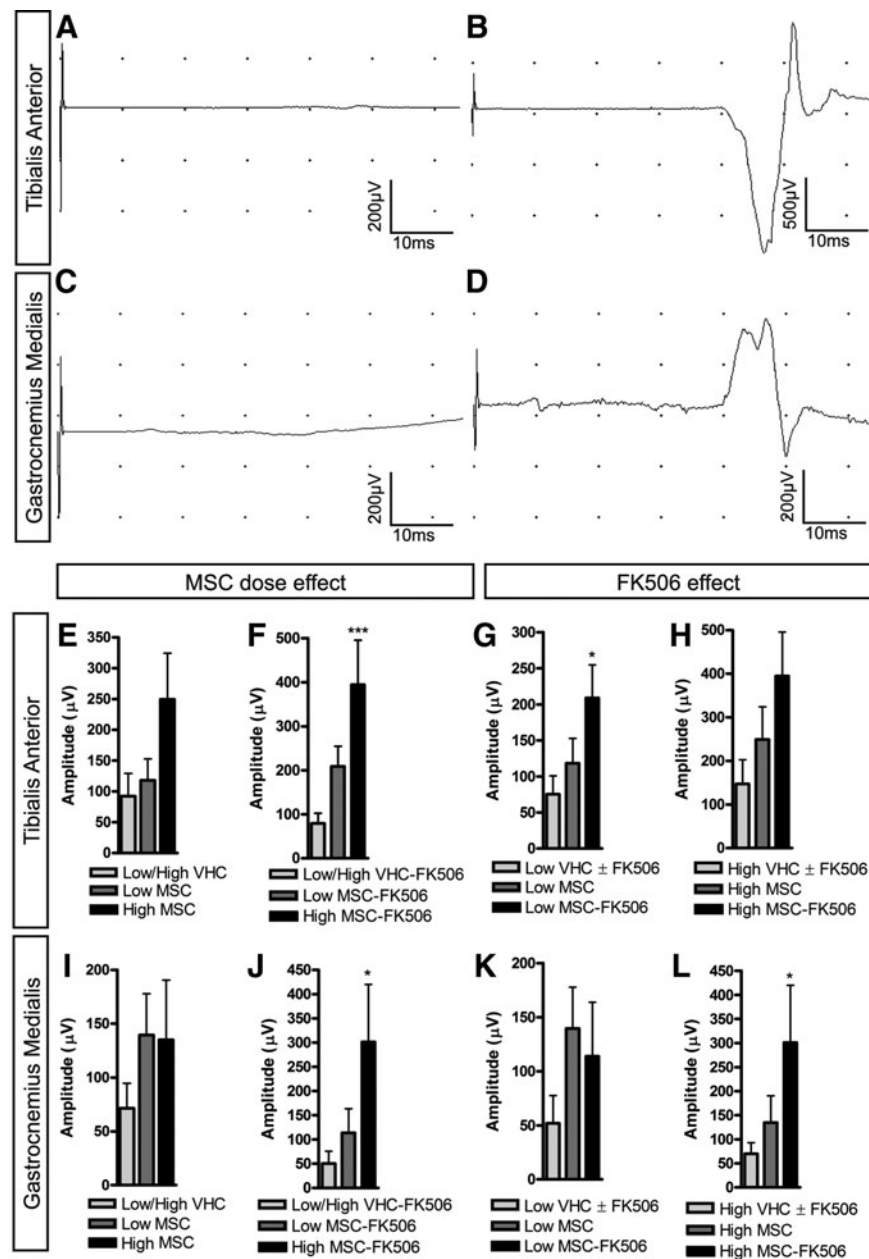 A
B
Tibialis Anterior
200µV
10ms
500µV
10ms
C
D
Gastrocnemius Medialis
200µV
10ms
200µV
10ms
MSC dose effect
FK506 effect
Tibialis Anterior
E
Amplitude (µV)
350
300
250
200
150
100
50
0
Low/High VHC
Low MSC
High MSC
F
Amplitude (µV)
500
400
300
200
100
0
***
Low/High VHC-FK506
Low MSC-FK506
High MSC-FK506
G
Amplitude (µV)
300
250
200
150
100
50
0
*
Low VHC ± FK506
Low MSC
Low MSC-FK506
H
Amplitude (µV)
500
400
300
200
100
0
High VHC ± FK506
High MSC
High MSC-FK506
Gastrocnemius Medialis
I
Amplitude (µV)
200
150
100
50
0
Low/High VHC
Low MSC
High MSC
J
Amplitude (µV)
450
400
350
300
250
200
150
100
50
0
*
Low/High VHC-FK506
Low MSC-FK506
High MSC-FK506
K
Amplitude (µV)
200
150
100
50
0
Low VHC ± FK506
Low MSC
Low MSC-FK506
L
Amplitude (µV)
450
400
350
300
250
200
150
100
50
0
*
High VHC ± FK506
High MSC
High MSC-FK506